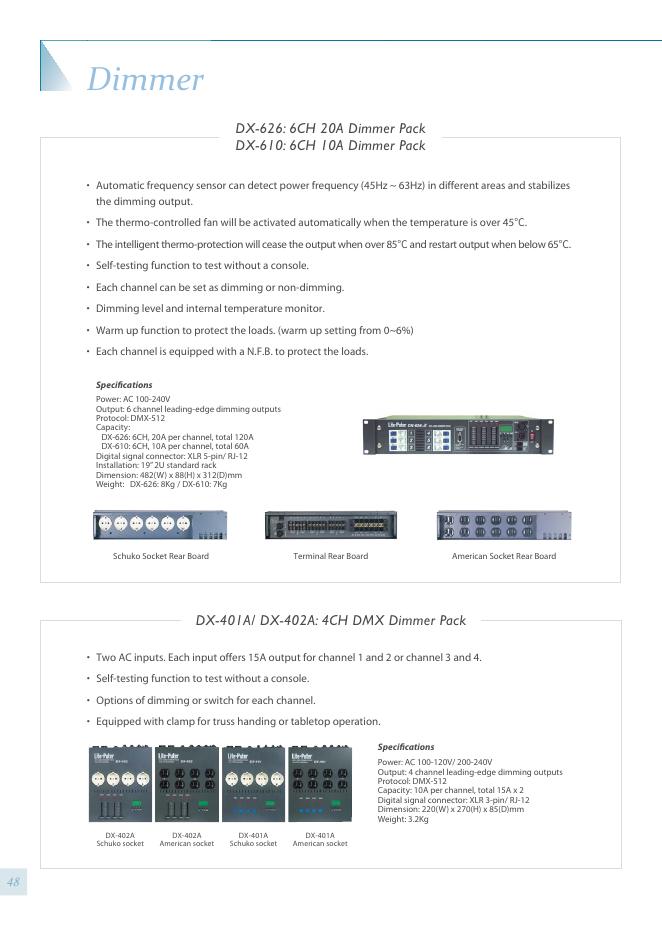 Dimmer
DX-626: 6CH 20A Dimmer Pack
DX-610: 6CH 10A Dimmer Pack
• Automatic frequency sensor can detect power frequency (45Hz ~ 63Hz) in different areas and stabilizes
the dimming output.
• The thermo-controlled fan will be activated automatically when the temperature is over 45°C.
• The intelligent thermo-protection will cease the output when over 85°C and restart output when below 65°C.
• Self-testing function to test without a console.
• Each channel can be set as dimming or non-dimming.
• Dimming level and internal temperature monitor.
• Warm up function to protect the loads. (warm up setting from 0~6%)
• Each channel is equipped with a N.F.B. to protect the loads.
Specifications
Power: AC 100-240V
Output: 6 channel leading-edge dimming outputs
Protocol: DMX-512
Capacity:
DX-626: 6CH, 20A per channel, total 120A
DX-610: 6CH, 10A per channel, total 60A
Digital signal connector: XLR 5-pin/ RJ-12
Installation: 19" 2U standard rack
Dimension: 482(W) x 88(H) x 312(D)mm
Weight: DX-626: 8Kg / DX-610: 7Kg
Lite-Puter
Schuko Socket Rear Board
Terminal Rear Board
American Socket Rear Board
DX-401A/ DX-402A: 4CH DMX Dimmer Pack
• Two AC inputs. Each input offers 15A output for channel 1 and 2 or channel 3 and 4.
• Self-testing function to test without a console.
• Options of dimming or switch for each channel.
• Equipped with clamp for truss handing or tabletop operation.
Lite-Puter
Lite-Puter
Lite-Puter
Lite-Puter
DX-402A
Schuko socket
DX-402A
American socket
DX-401A
Schuko socket
DX-401A
American socket
Specifications
Power: AC 100-120V/ 200-240V
Output: 4 channel leading-edge dimming outputs
Protocol: DMX-512
Capacity: 10A per channel, total 15A x 2
Digital signal connector: XLR 3-pin/ RJ-12
Dimension: 220(W) x 270(H) x 85(D)mm
Weight: 3.2Kg
48